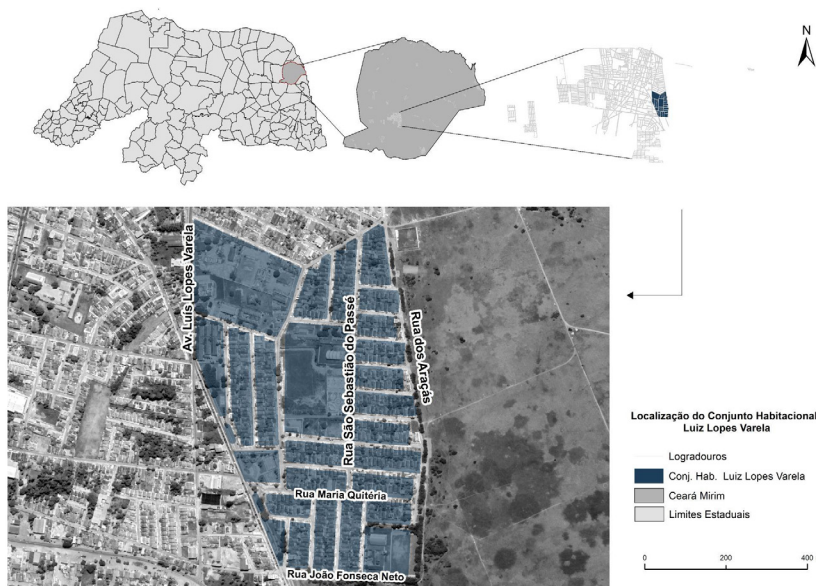 N
Av. Luís Lopes Varela
Rua São Sebastião do Passé
Rua dos Araçás
Rua Maria Quitéria
Rua João Fonseca Neto
Localização do Conjunto Habitacional
Luiz Lopes Varela
Logradouros
Conj. Hab. Luiz Lopes Varela
Ceará Mirim
Limites Estaduais
0 200 400